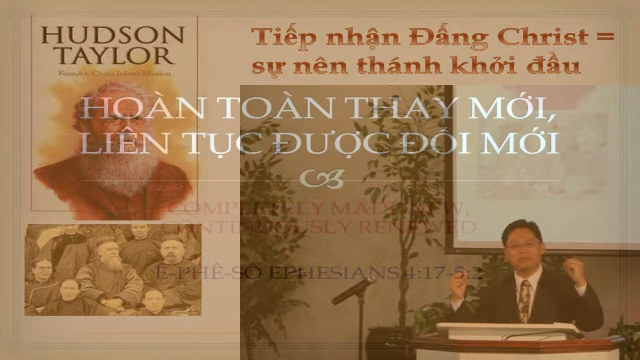 HUDSON
TAYLOR
Founder, China Inland Mission
Tiếp nhận Đấng Christ =
sự nên thánh khởi đầu
HOÀN TOÀN THAY MỚI,
LIÊN TỤC ĐƯỢC ĐỔI MỚI
COMPLETELY MADE NEW,
CONTINUOUSLY RENEWED
Ê-PHÊ-SÔ EPHESIANS 4:17-5:2